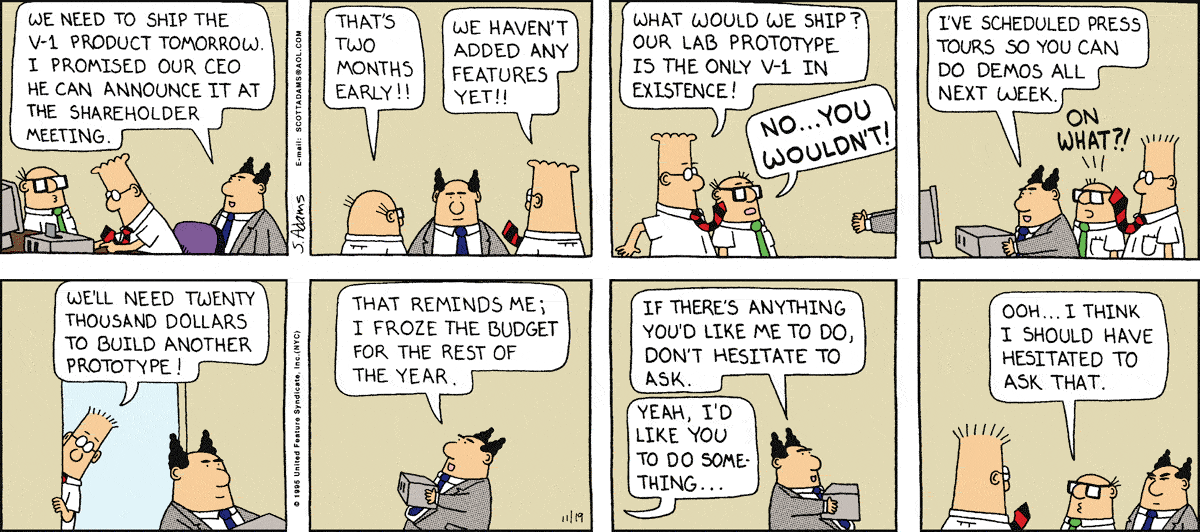 WE NEED TO SHIP THE
V-1 PRODUCT TOMORROW.
I PROMISED OUR CEO
HE CAN ANNOUNCE IT AT
THE SHAREHOLDER
MEETING.
S.Adams
E-mail: SCOTTADAMS@AOL.COM
THAT'S
TWO
MONTHS
EARLY!!
WE HAVEN'T
ADDED ANY
FEATURES
YET!!
WHAT WOULD WE SHIP?
OUR LAB PROTOTYPE
IS THE ONLY V-1 IN
EXISTENCE!
NO...YOU
WOULDN'T!
I'VE SCHEDULED PRESS
TOURS SO YOU CAN
DO DEMOS ALL
NEXT WEEK.
ON
WHAT?!
WE'LL NEED TWENTY
THOUSAND DOLLARS
TO BUILD ANOTHER
PROTOTYPE!
© 1995 United Feature Syndicate, Inc.(NYC)
THAT REMINDS ME;
I FROZE THE BUDGET
FOR THE REST OF
THE YEAR.
11/19
IF THERE'S ANYTHING
YOU'D LIKE ME TO DO,
DON'T HESITATE TO
ASK.
YEAH, I'D
LIKE YOU
TO DO SOME-
THING...
OOH...I THINK
I SHOULD HAVE
HESITATED TO
ASK THAT.